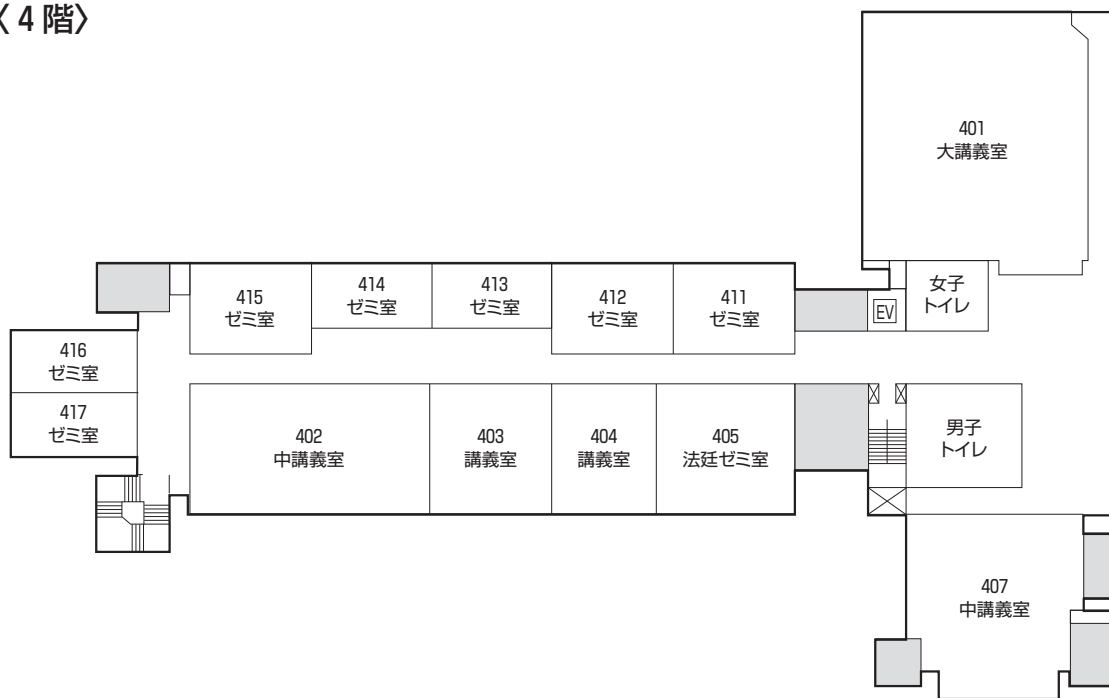 〈4階〉
401
大講義室
女子
トイレ
EV
415
ゼミ室
414
ゼミ室
413
ゼミ室
412
ゼミ室
411
ゼミ室
416
ゼミ室
417
ゼミ室
402
中講義室
403
講義室
404
講義室
405
法廷ゼミ室
男子
トイレ
407
中講義室